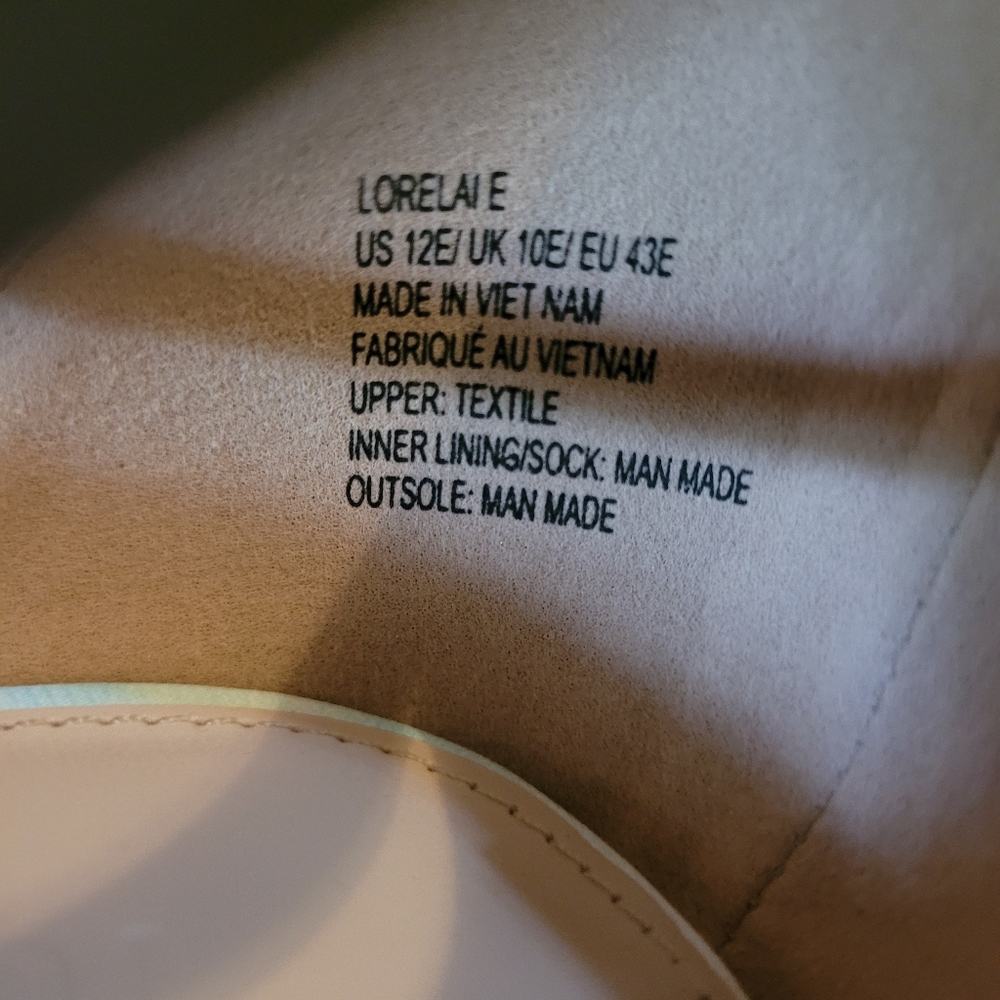 LORELAI E
US 12E/ UK 10E/ EU 43E
MADE IN VIET NAM
FABRIQUÉ AU VIETNAM
UPPER: TEXTILE
INNER LINING/SOCK: MAN MADE
OUTSOLE: MAN MADE